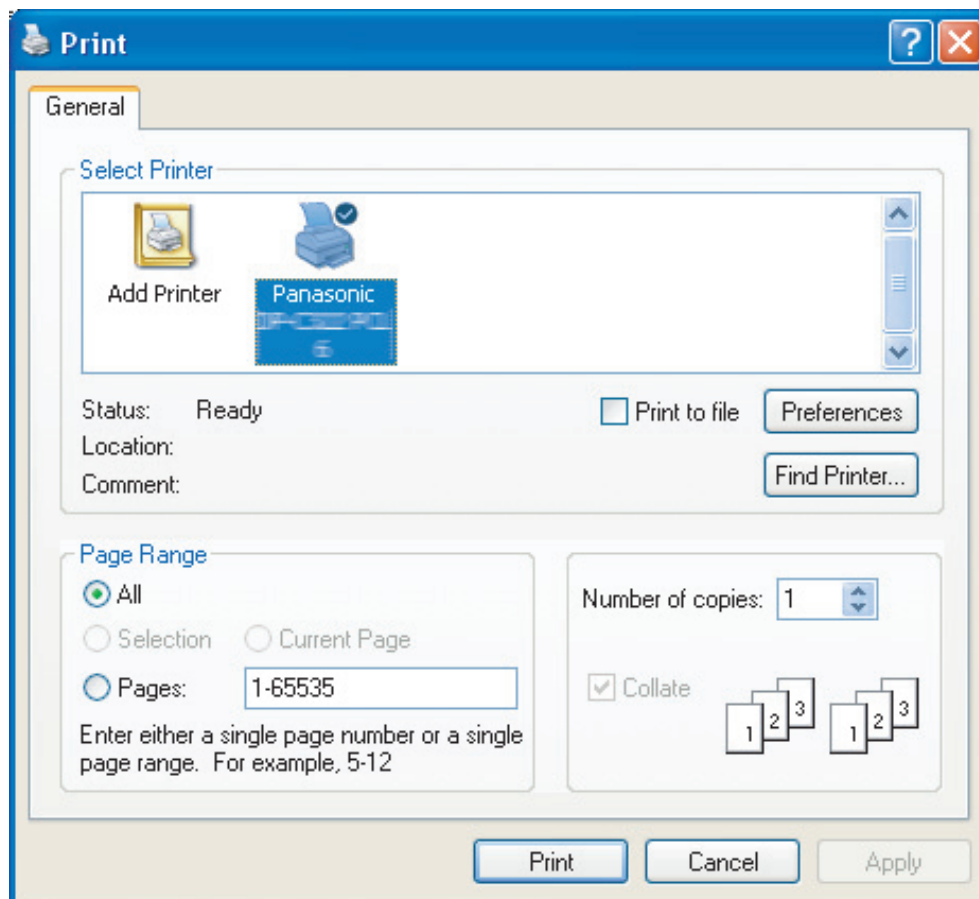 Print
General
Select Printer
Add Printer
Panasonic
Status: Ready
Print to file
Preferences
Location:
Comment:
Find Printer...
Page Range
All
Selection
Current Page
Pages: 1-65535
Enter either a single page number or a single
page range. For example, 5-12
Number of copies: 1
Collate
1 2 3 1 2 3
Print Cancel Apply